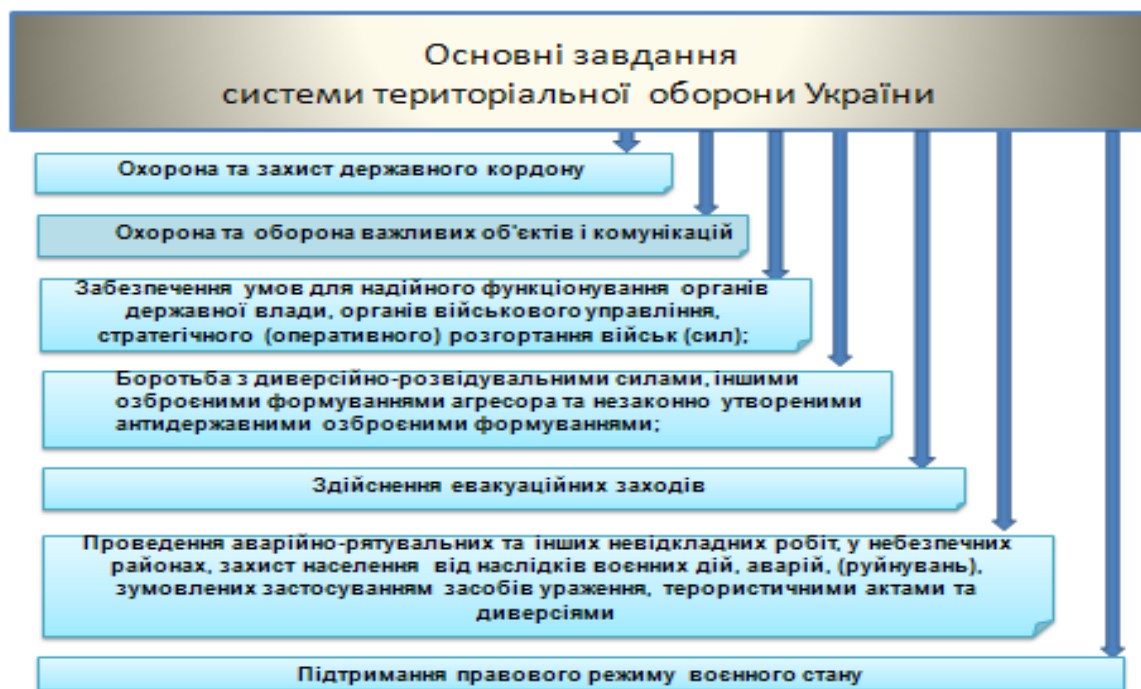 Основні завдання
системи територіальної оборони України
Охорона та захист державного кордону
Охорона та оборона важливих об'єктів і комунікацій
Забезпечення умов для надійного функціонування органів
державної влади, органів військового управління,
стратегічного (оперативного) розгортання військ (сил);
Боротьба з диверсійно-розвідувальними силами, іншими
озброєними формуваннями агресора та незаконно утвореними
антидержавними озброєними формуваннями;
Здійснення евакуаційних заходів
Проведення аварійно-рятувальних та інших невідкладних робіт, у небезпечних
районах, захист населення від наслідків воєнних дій, аварій, (руйнувань),
зумовлених застосуванням засобів ураження, терористичними актами та
диверсіями
Підтримання правового режиму воєнного стану